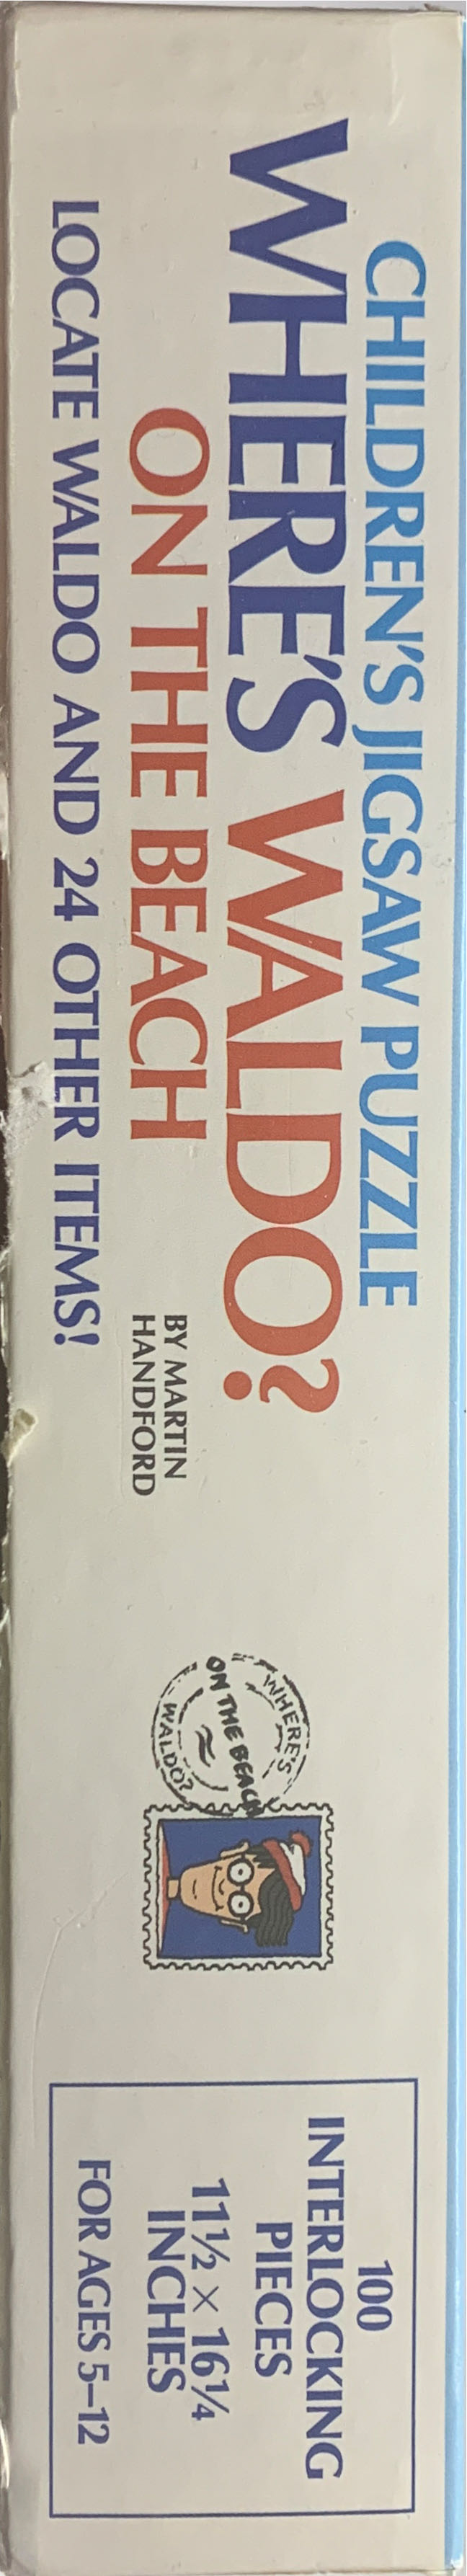 CHILDREN'S JIGSAW PUZZLE
WHERE'S WALDO?
ON THE BEACH
BY MARTIN
HANDFORD
LOCATE WALDO AND 24 OTHER ITEMS!
WHERE'S
ON THE BEACH
WALDO?
100
INTERLOCKING
PIECES
11½ × 16¼
INCHES
FOR AGES 5–12